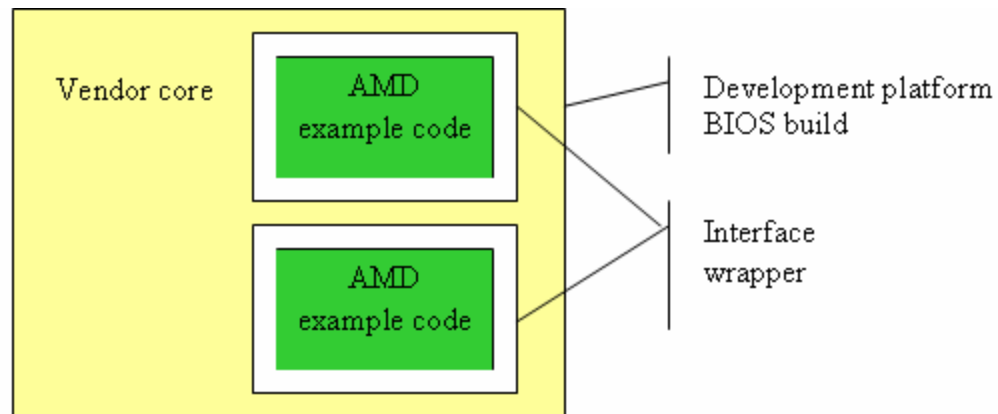 Vendor core
AMD
example code
Development platform
BIOS build
Interface
wrapper
AMD
example code